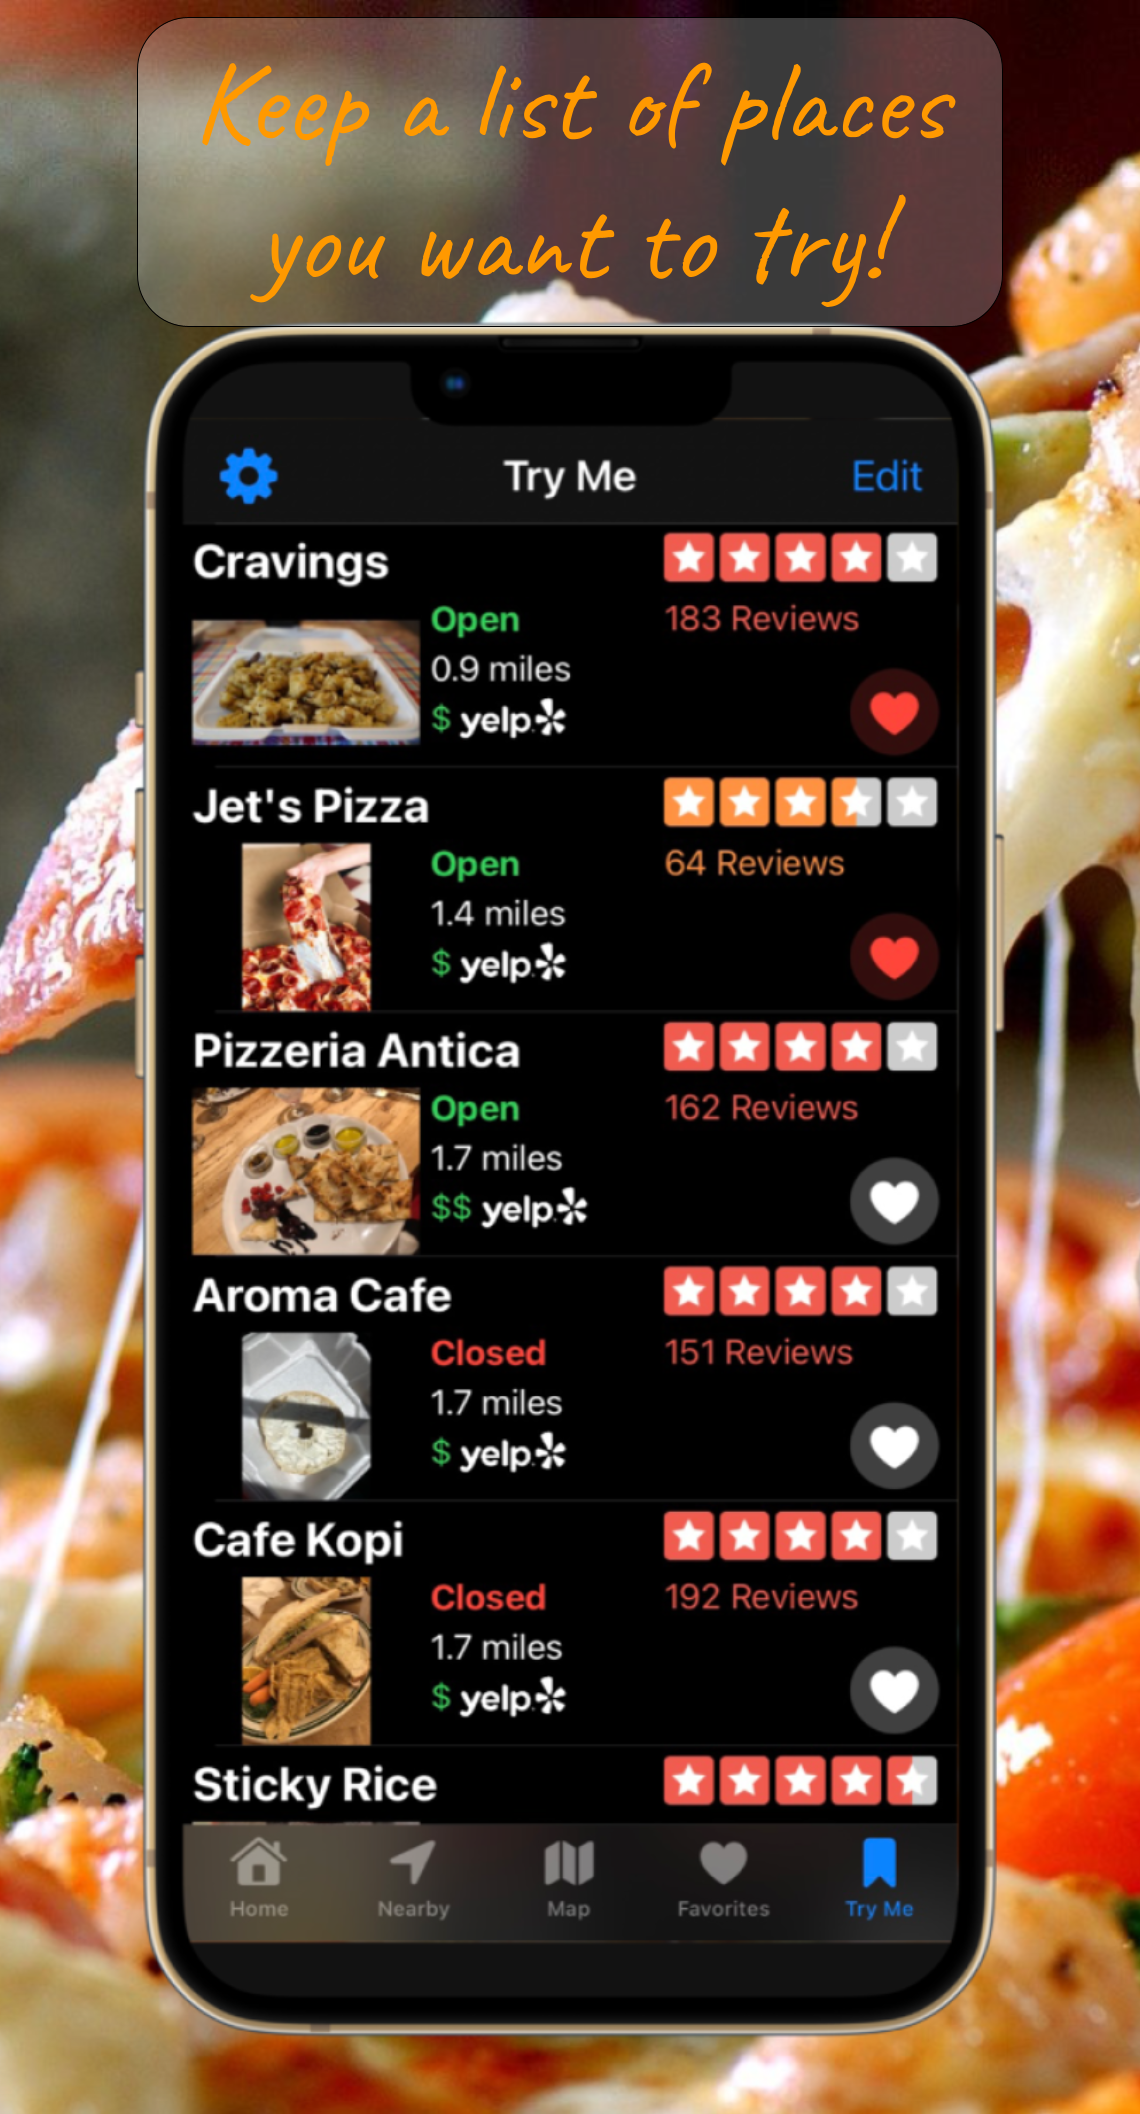 Keep a list of places
you want to try!
Try Me
Edit
Cravings
Open
183 Reviews
0.9 miles
$ yelp
Jet's Pizza
Open
64 Reviews
1.4 miles
$ yelp
Pizzeria Antica
Open
162 Reviews
1.7 miles
$$ yelp
Aroma Cafe
Closed
151 Reviews
1.7 miles
$ yelp
Cafe Kopi
Closed
192 Reviews
1.7 miles
$ yelp
Sticky Rice
Home
Nearby
Map
Favorites
Try Me